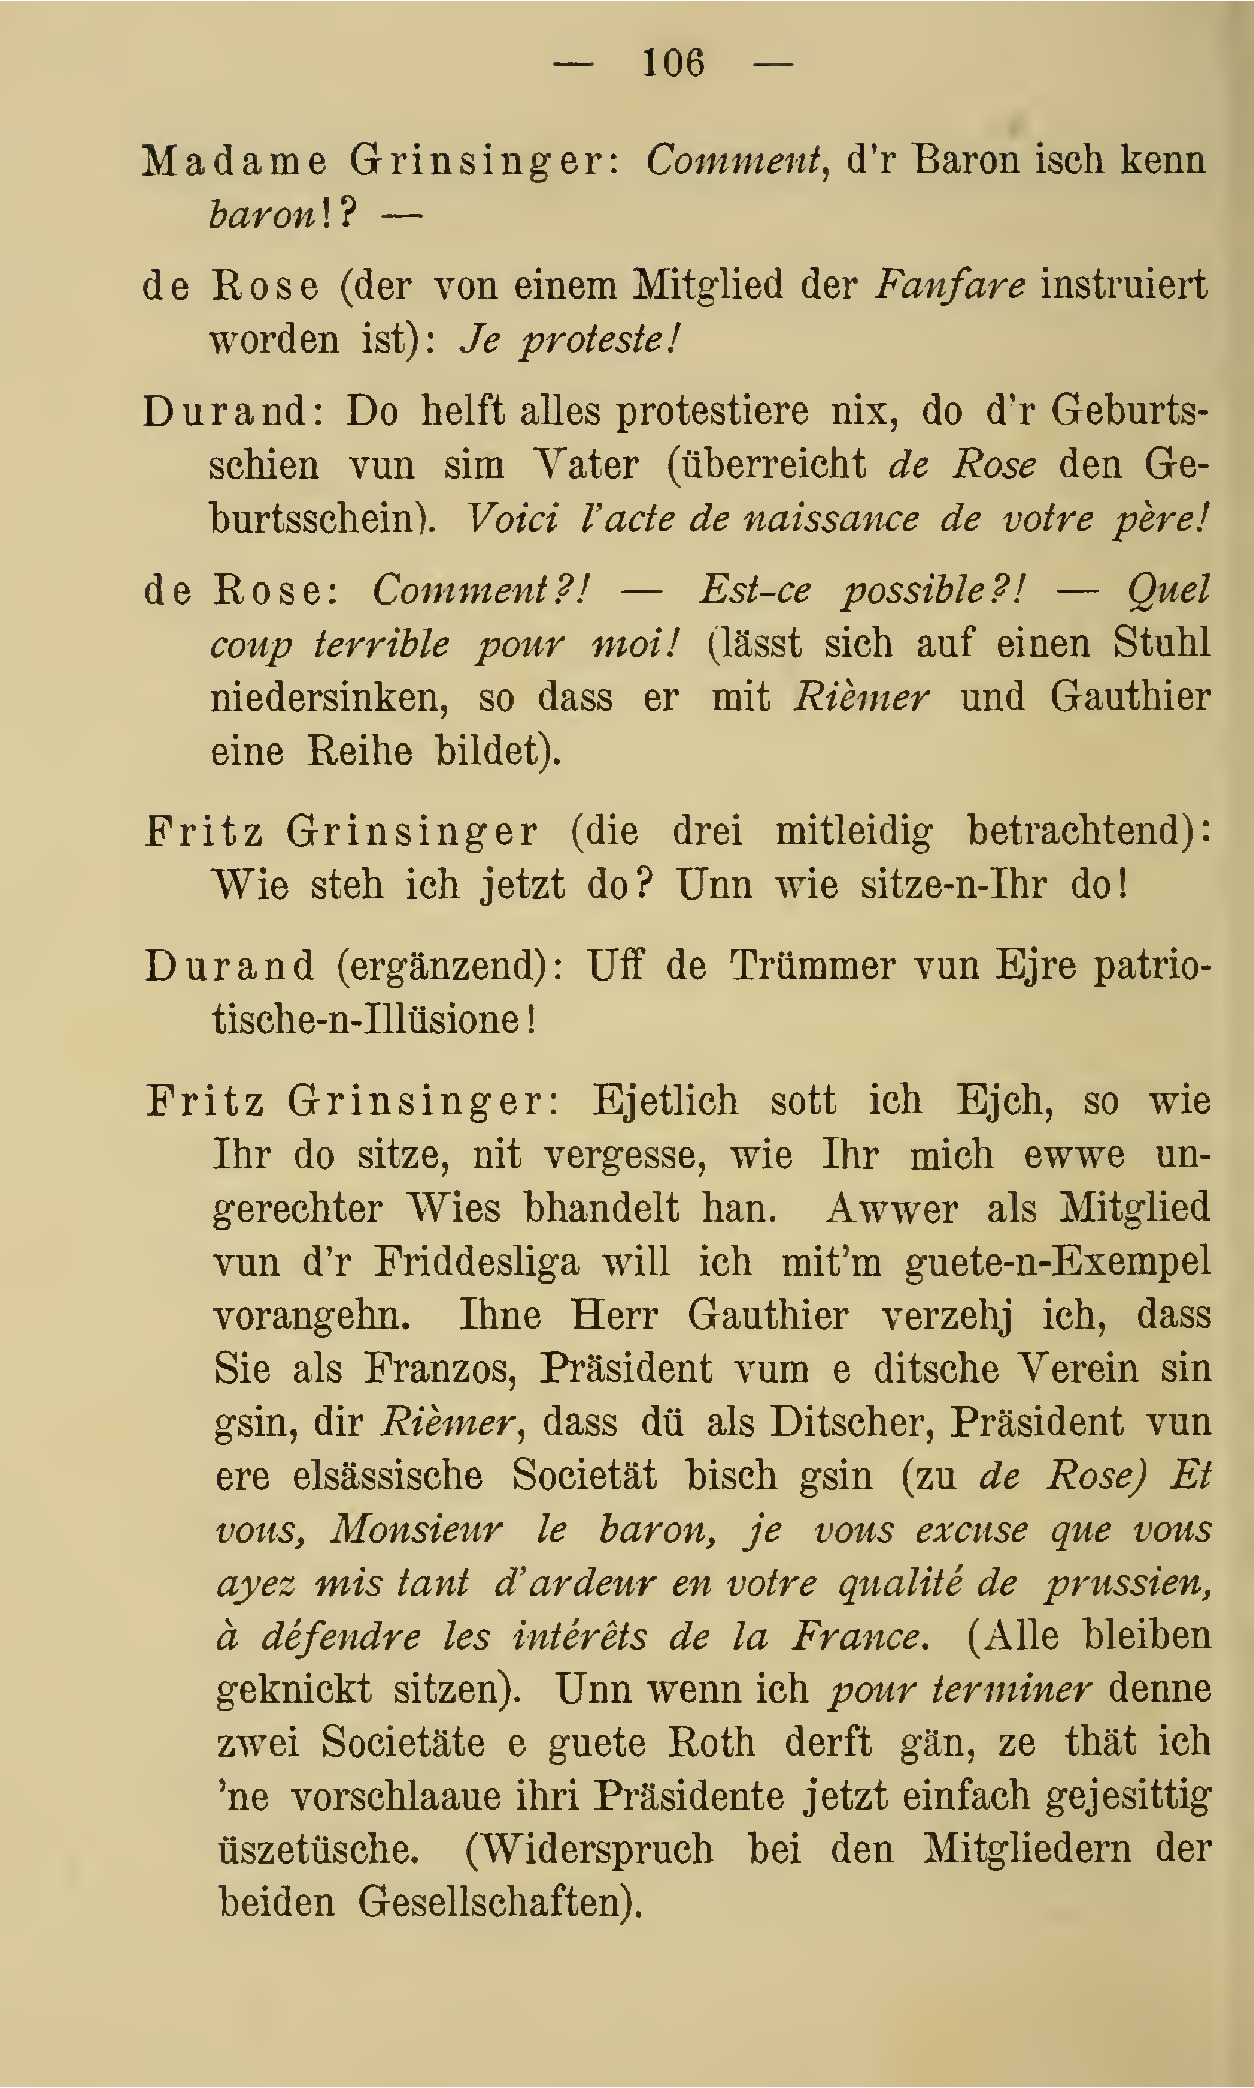 — 106 —
Madame Grinsinger: Comment, d'r Baron isch kenn
baron!? —
de Rose (der von einem Mitglied der Fanfare instruiert
worden ist): Je proteste!
Durand: Do helft alles protestiere nix, do d'r Geburts-
schien vun sim Vater (überreicht de Rose den Ge-
burtsschein). Voici l'acte de naissance de votre père!
de Rose: Comment?! — Est-ce possible?! — Quel
coup terrible pour moi! (lässt sich auf einen Stuhl
niedersinken, so dass er mit Rièmer und Gauthier
eine Reihe bildet).
Fritz Grinsinger (die drei mitleidig betrachtend):
Wie steh ich jetzt do? Unn wie sitze-n-Ihr do!
Durand (ergänzend): Uff de Trümmer vun Ejre patrio-
tische-n-Illüsione!
Fritz Grinsinger: Ejetlich sott ich Ejch, so wie
Ihr do sitze, nit vergesse, wie Ihr mich ewwe un-
gerechter Wies bhandelt han. Awwer als Mitglied
vun d'r Friddesliga will ich mit'm guete-n-Exempel
vorangehn. Ihne Herr Gauthier verzehj ich, dass
Sie als Franzos, Präsident vum e ditsche Verein sin
gsin, dir Rièmer, dass dü als Ditscher, Präsident vun
ere elsässische Societät bisch gsin (zu de Rose) Et
vous, Monsieur le baron, je vous excuse que vous
ayez mis tant d'ardeur en votre qualité de prussien,
à défendre les intérêts de la France. (Alle bleiben
geknickt sitzen). Unn wenn ich pour terminer denne
zwei Societäte e guete Roth derft gän, ze thät ich
'ne vorschlaaue ihri Präsidente jetzt einfach gejesittig
üszetüsche. (Widerspruch bei den Mitgliedern der
beiden Gesellschaften).